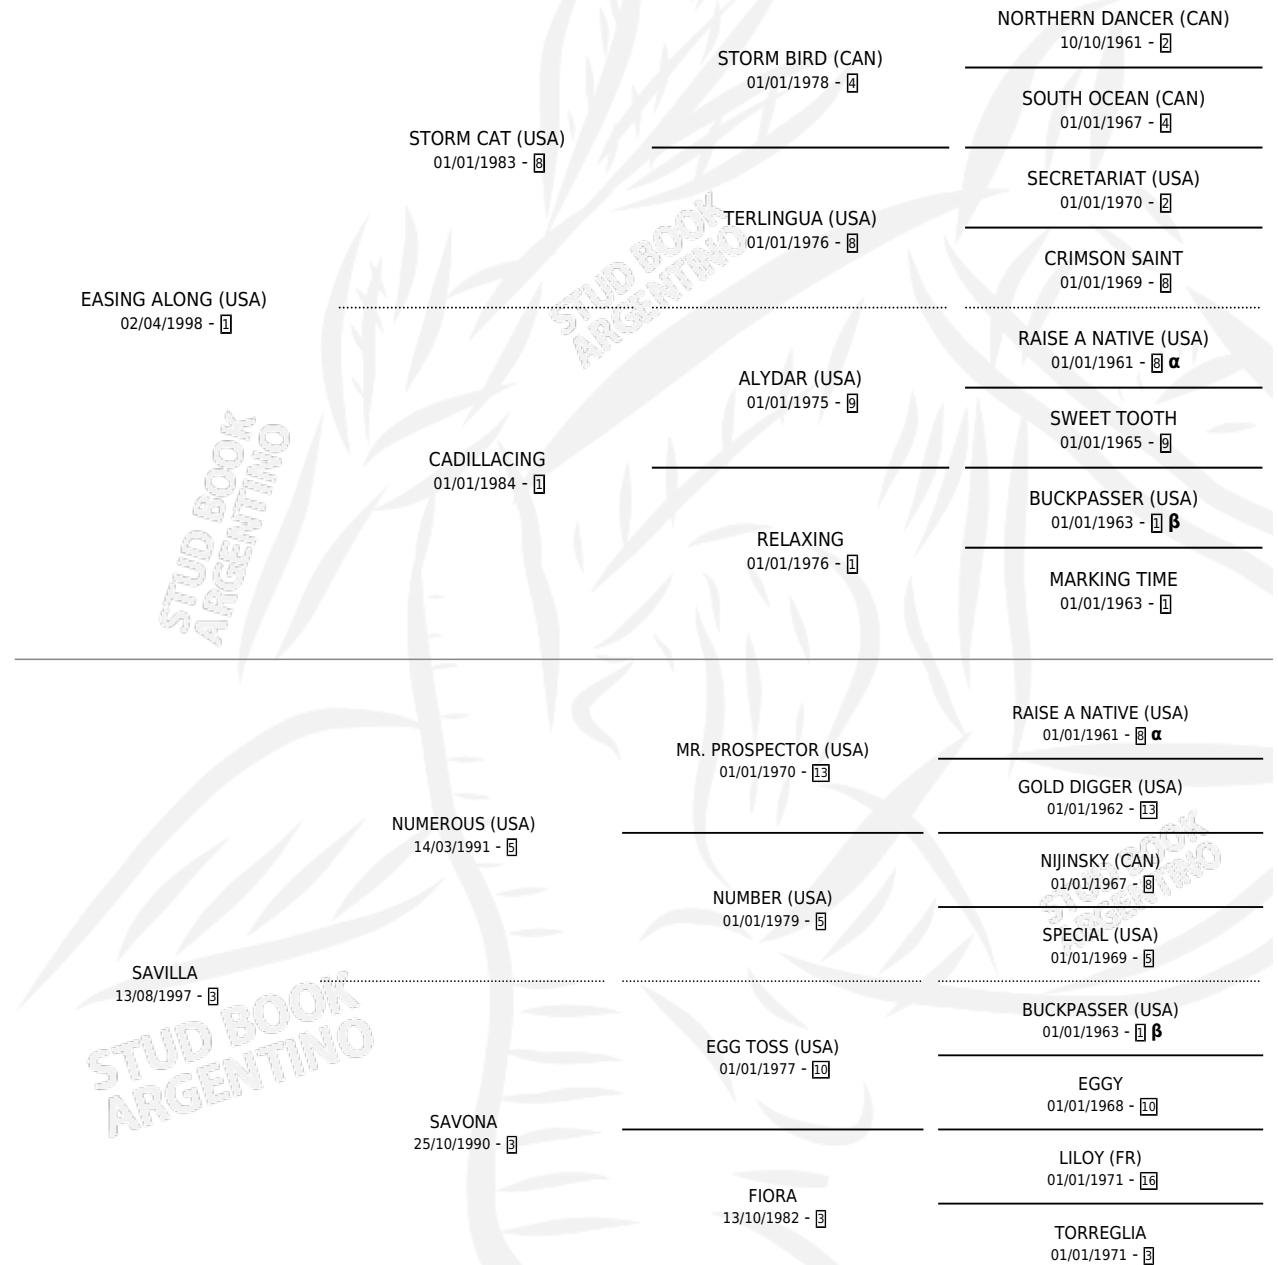 NORTHERN DANCER (CAN)
10/10/1961 - 2
STORM BIRD (CAN)
01/01/1978 - 4
SOUTH OCEAN (CAN)
01/01/1967 - 4
STORM CAT (USA)
01/01/1983 - 8
SECRETARIAT (USA)
01/01/1970 - 2
TERLINGUA (USA)
01/01/1976 - 8
CRIMSON SAINT
01/01/1969 - 8
EASING ALONG (USA)
02/04/1998 - 1
RAISE A NATIVE (USA)
01/01/1961 - 8 α
ALYDAR (USA)
01/01/1975 - 9
SWEET TOOTH
01/01/1965 - 9
CADILLACING
01/01/1984 - 1
BUCKPASSER (USA)
01/01/1963 - 1 β
RELAXING
01/01/1976 - 1
MARKING TIME
01/01/1963 - 1
RAISE A NATIVE (USA)
01/01/1961 - 8 α
MR. PROSPECTOR (USA)
01/01/1970 - 13
GOLD DIGGER (USA)
01/01/1962 - 13
NUMEROUS (USA)
14/03/1991 - 5
NIJINSKY (CAN)
01/01/1967 - 8
NUMBER (USA)
01/01/1979 - 5
SPECIAL (USA)
01/01/1969 - 5
SAVILLA
13/08/1997 - 3
BUCKPASSER (USA)
01/01/1963 - 1 β
EGG TOSS (USA)
01/01/1977 - 10
EGGY
01/01/1968 - 10
SAVONA
25/10/1990 - 3
LILOY (FR)
01/01/1971 - 16
FIORA
13/10/1982 - 3
TORREGLIA
01/01/1971 - 3
STUD BOOK
ARGENTINO
STUD BOOK
ARGENTINO
STUD BOOK
ARGENTINO
STUD BOOK
ARGENTINO